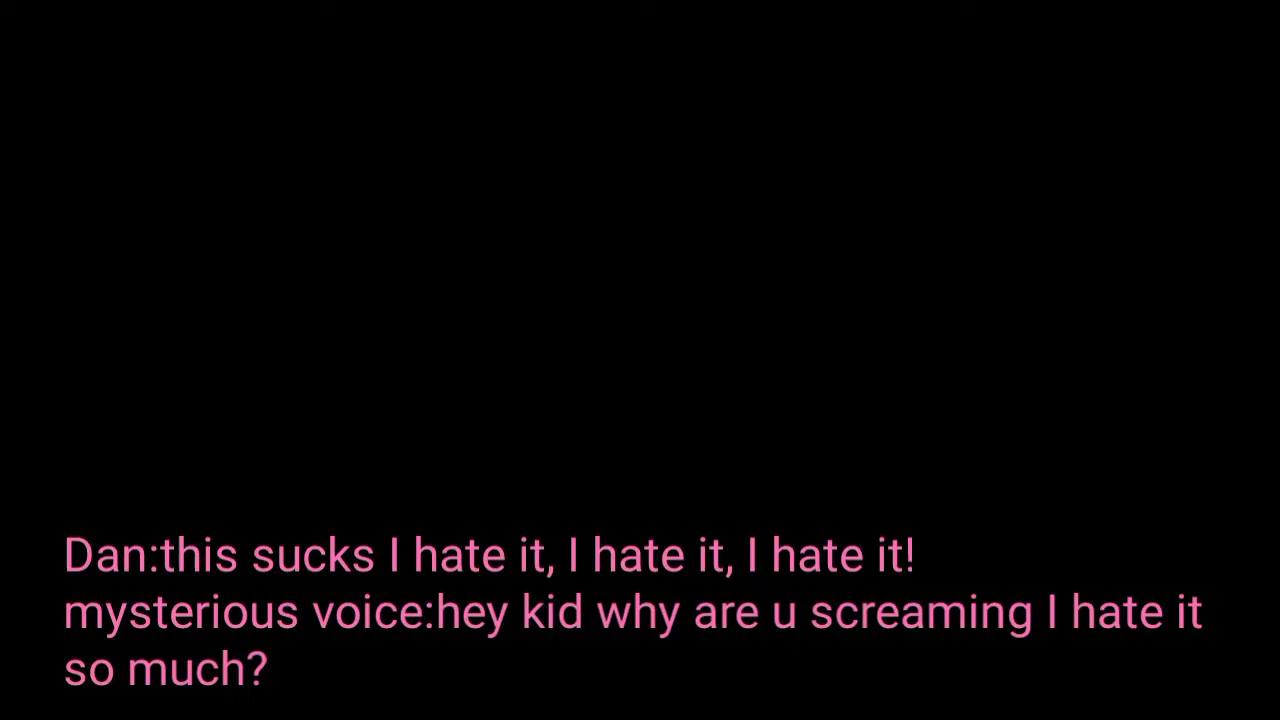 Dan:this sucks I hate it, I hate it, I hate it!
mysterious voice:hey kid why are u screaming I hate it
so much?